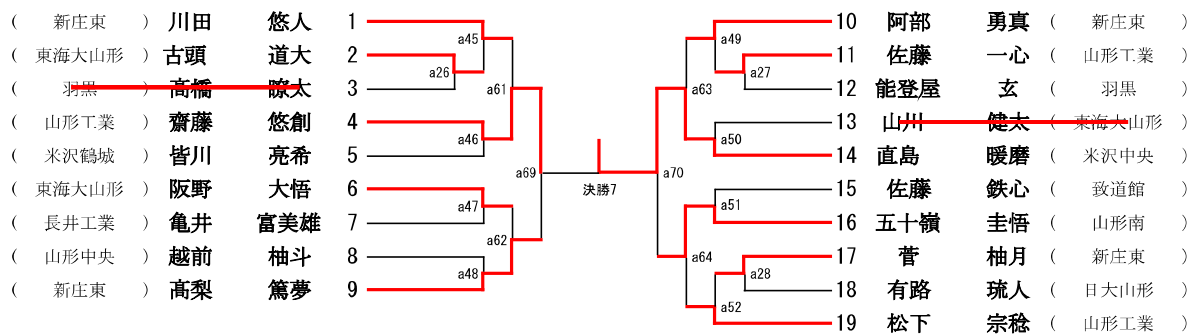 ( 新庄東 ) 川田 悠人 1
( 東海大山形 ) 古頭 道大 2
( 羽黒 ) 高橋 瞭太 3
( 山形工業 ) 齋藤 悠創 4
( 米沢鶴城 ) 皆川 亮希 5
( 東海大山形 ) 阪野 大悟 6
( 長井工業 ) 亀井 富美雄 7
( 山形中央 ) 越前 柚斗 8
( 新庄東 ) 髙梨 篤夢 9
a45
a26
a61
a46
a69
a47
a62
a48
決勝7
a49
a27
a63
a50
a70
a51
a64
a28
a52
10 阿部 勇真 ( 新庄東 )
11 佐藤 一心 ( 山形工業 )
12 能登屋 玄 ( 羽黒 )
13 山川 健太 ( 東海大山形 )
14 直島 暖磨 ( 米沢中央 )
15 佐藤 鉄心 ( 致道館 )
16 五十嶺 圭悟 ( 山形南 )
17 菅 柚月 ( 新庄東 )
18 有路 琉人 ( 日大山形 )
19 松下 宗稔 ( 山形工業 )